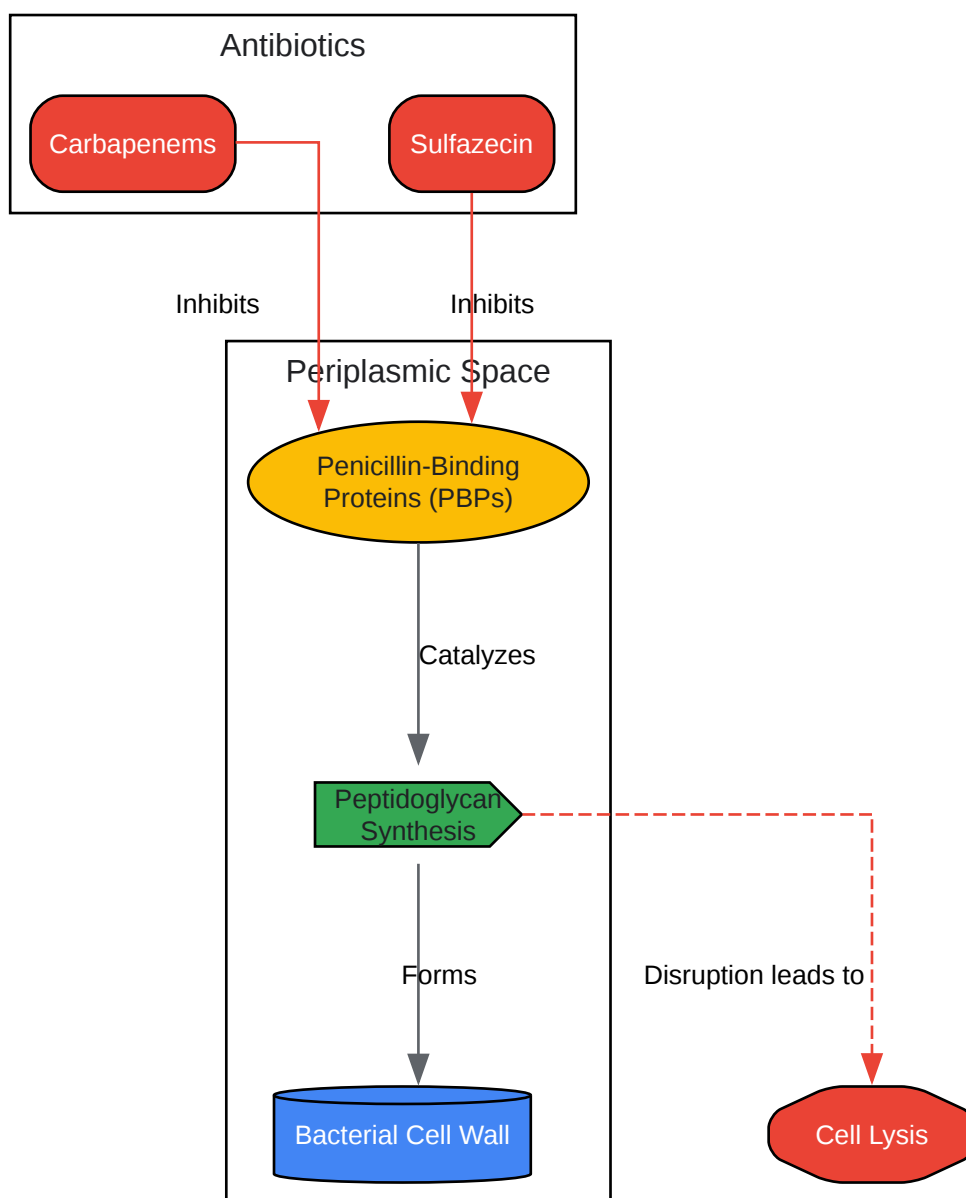 Antibiotics
Carbapenems
Sulfazecin
Inhibits
Inhibits
Periplasmic Space
Penicillin-Binding
Proteins (PBPs)
Catalyzes
Peptidoglycan
Synthesis
Forms
Disruption leads to
Bacterial Cell Wall
Cell Lysis